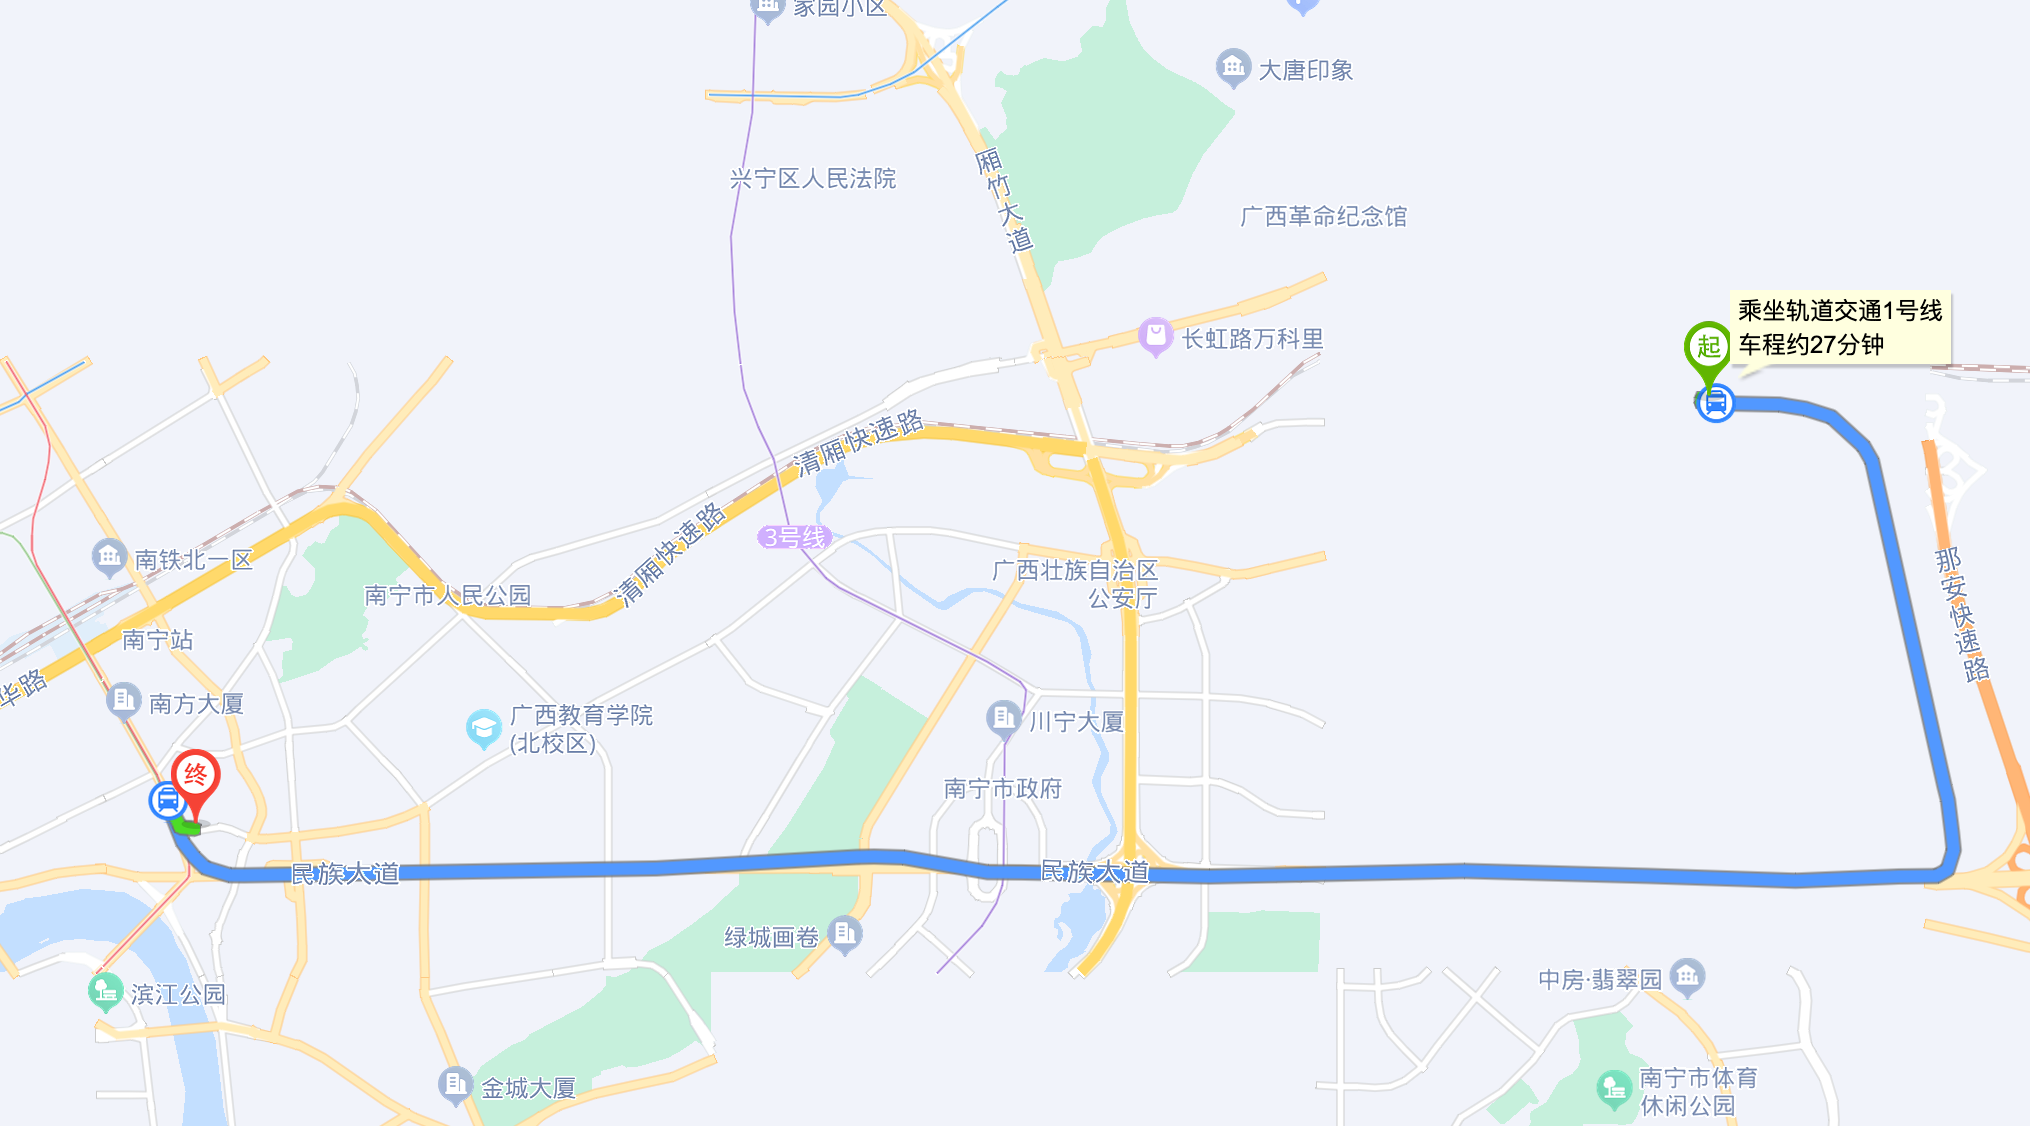 家园小区
大唐印象
兴宁区人民法院
厢竹大道
广西革命纪念馆
乘坐轨道交通1号线
车程约27分钟
起
长虹路万科里
清厢快速路
清厢快速路
3号线
南铁北一区
南宁市人民公园
广西壮族自治区
公安厅
那安快速路
南宁站
华路
南方大厦
广西教育学院
(北校区)
川宁大厦
终
南宁市政府
民族大道
民族大道
绿城画卷
中房·翡翠园
滨江公园
金城大厦
南宁市体育
休闲公园